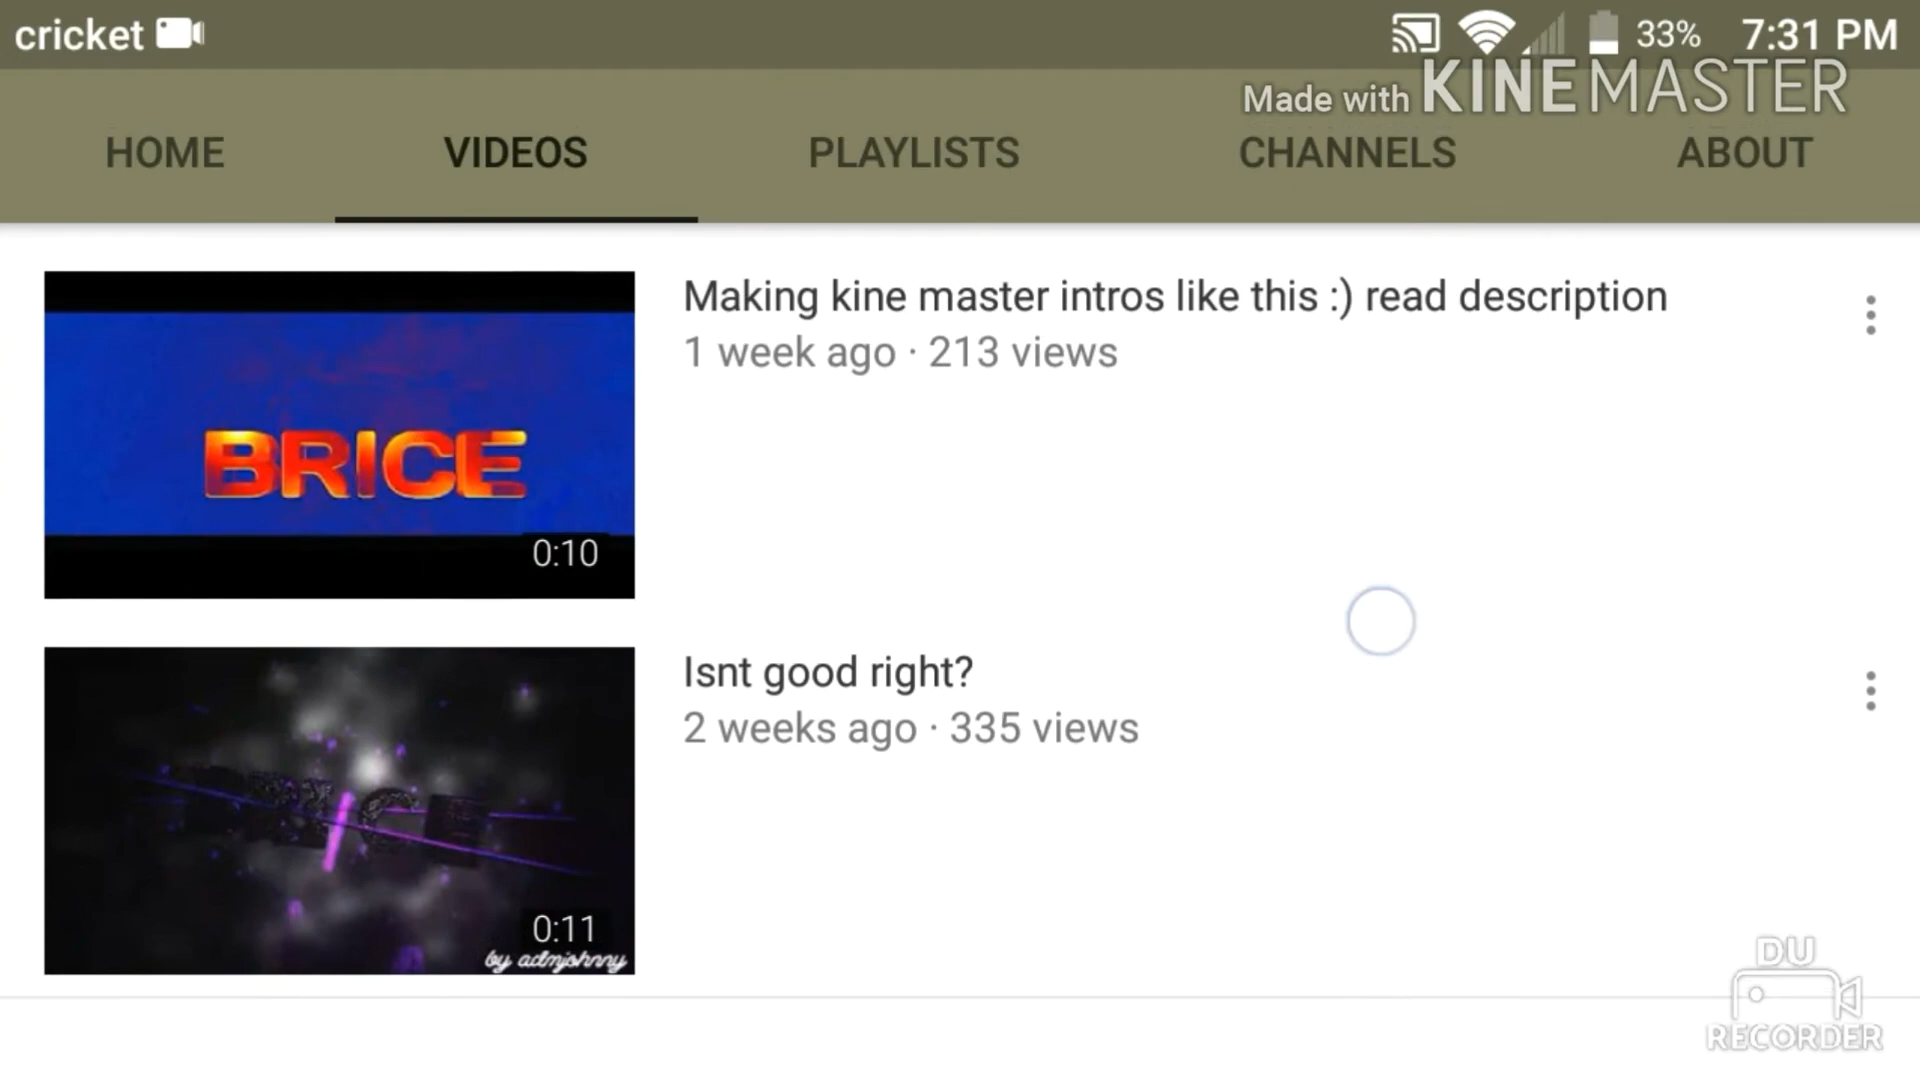 cricket 33% 7:31 PM
Made with KINEMASTER
HOME VIDEOS PLAYLISTS CHANNELS ABOUT
Making kine master intros like this :) read description
1 week ago · 213 views
BRICE
0:10
Isnt good right?
2 weeks ago · 335 views
0:11
by admjohnny
DU
RECORDER